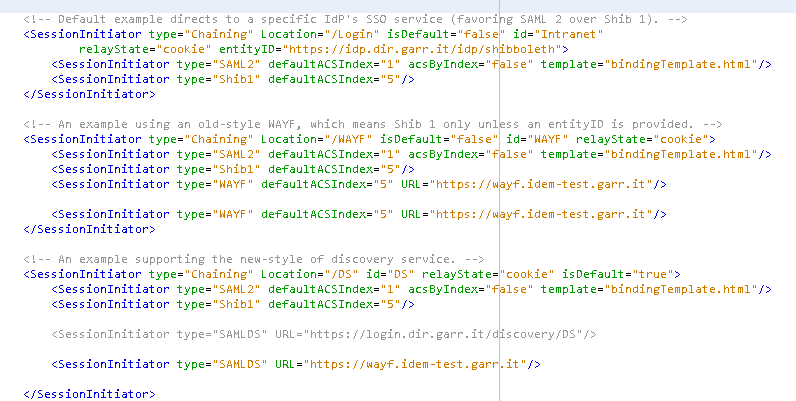 <!-- Default example directs to a specific IdP's SSO service (favoring SAML 2 over Shib 1). -->
<SessionInitiator type="Chaining" Location="/Login" isDefault="false" id="Intranet"
relayState="cookie" entityID="https://idp.dir.garr.it/idp/shibboleth">
<SessionInitiator type="SAML2" defaultACSIndex="1" acsByIndex="false" template="bindingTemplate.html"/>
<SessionInitiator type="Shib1" defaultACSIndex="5"/>
</SessionInitiator>
<!-- An example using an old-style WAYF, which means Shib 1 only unless an entityID is provided. -->
<SessionInitiator type="Chaining" Location="/WAYF" isDefault="false" id="WAYF" relayState="cookie">
<SessionInitiator type="SAML2" defaultACSIndex="1" acsByIndex="false" template="bindingTemplate.html"/>
<SessionInitiator type="Shib1" defaultACSIndex="5"/>
<SessionInitiator type="WAYF" defaultACSIndex="5" URL="https://wayf.idem-test.garr.it"/>
<SessionInitiator type="WAYF" defaultACSIndex="5" URL="https://wayf.idem-test.garr.it"/>
</SessionInitiator>
<!-- An example supporting the new-style of discovery service. -->
<SessionInitiator type="Chaining" Location="/DS" id="DS" relayState="cookie" isDefault="true">
<SessionInitiator type="SAML2" defaultACSIndex="1" acsByIndex="false" template="bindingTemplate.html"/>
<SessionInitiator type="Shib1" defaultACSIndex="5"/>
<SessionInitiator type="SAMLDS" URL="https://login.dir.garr.it/discovery/DS"/>
<SessionInitiator type="SAMLDS" URL="https://wayf.idem-test.garr.it"/>
</SessionInitiator>